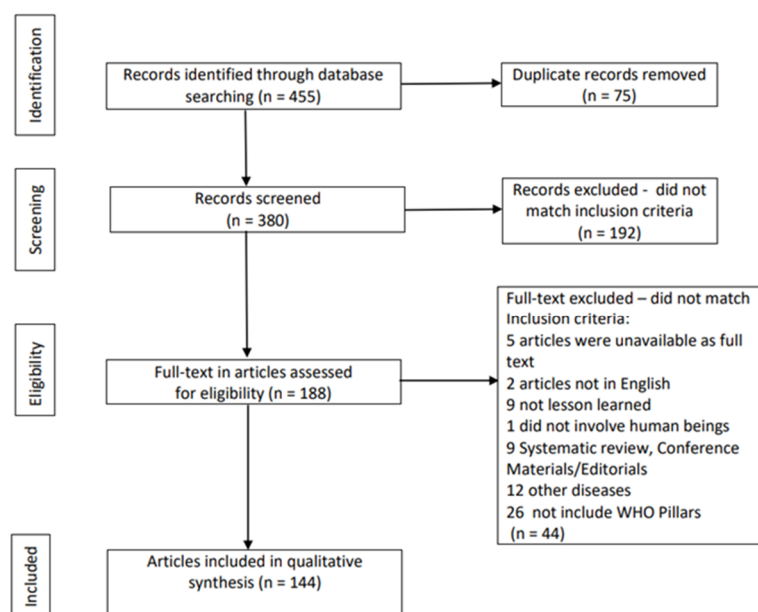 Identification
Records identified through database
searching (n = 455)
Duplicate records removed
(n = 75)
Screening
Records screened
(n = 380)
Records excluded - did not
match inclusion criteria
(n = 192)
Eligibility
Full-text in articles assessed
for eligibility (n = 188)
Full-text excluded – did not match
Inclusion criteria:
5 articles were unavailable as full
text
2 articles not in English
9 not lesson learned
1 did not involve human beings
9 Systematic review, Conference
Materials/Editorials
12 other diseases
26 not include WHO Pillars
(n = 44)
Included
Articles included in qualitative
synthesis (n = 144)